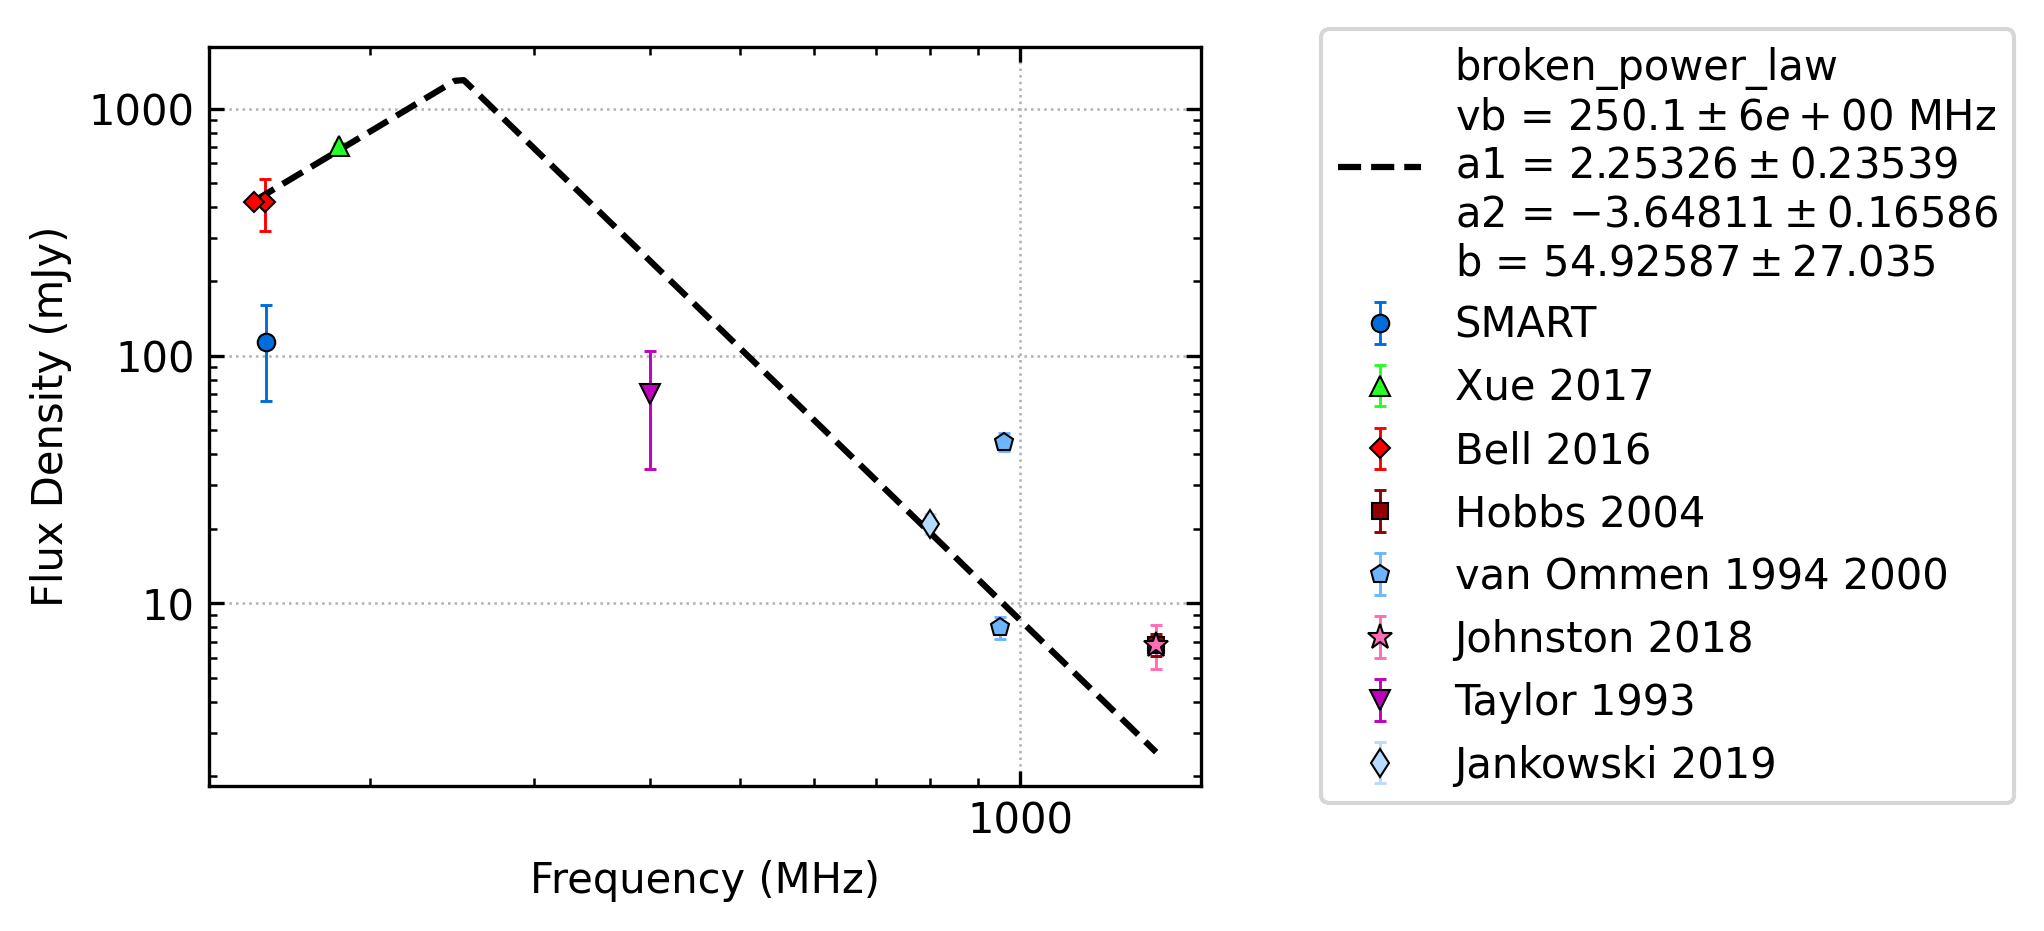 1000
100
10
Flux Density (mJy)
1000
Frequency (MHz)
broken_power_law
vb = 250.1 ± 6e + 00 MHz
a1 = 2.25326 ± 0.23539
a2 = −3.64811 ± 0.16586
b = 54.92587 ± 27.035
SMART
Xue 2017
Bell 2016
Hobbs 2004
van Ommen 1994 2000
Johnston 2018
Taylor 1993
Jankowski 2019